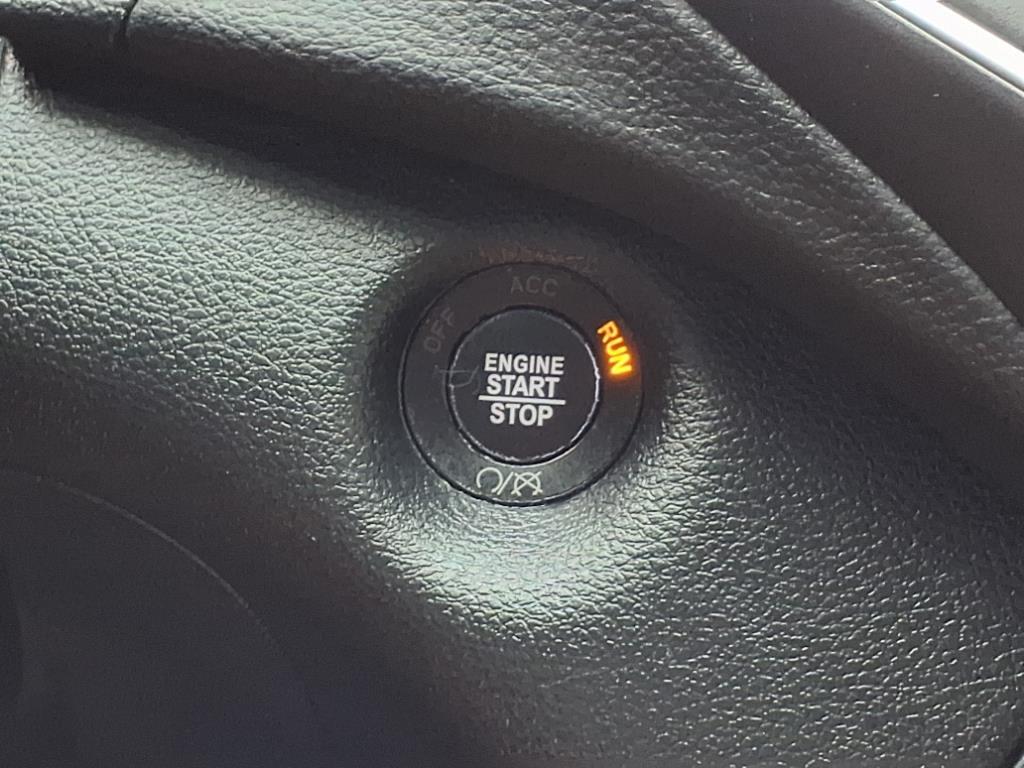 ACC
OFF
RUN
ENGINE
START
STOP